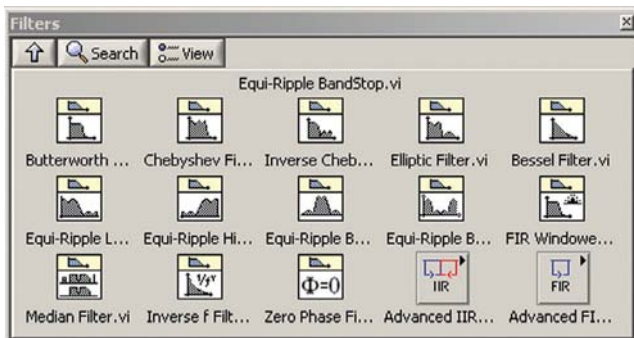 Filters
Search View
Equi-Ripple BandStop.vi
Butterworth ... Chebyshev Fi... Inverse Cheb... Elliptic Filter.vi Bessel Filter.vi
Equi-Ripple L... Equi-Ripple Hi... Equi-Ripple B... Equi-Ripple B... FIR Windowe...
1/fʸ Φ=0 IIR FIR
Median Filter.vi Inverse f Filt... Zero Phase Fi... Advanced IIR... Advanced FI...